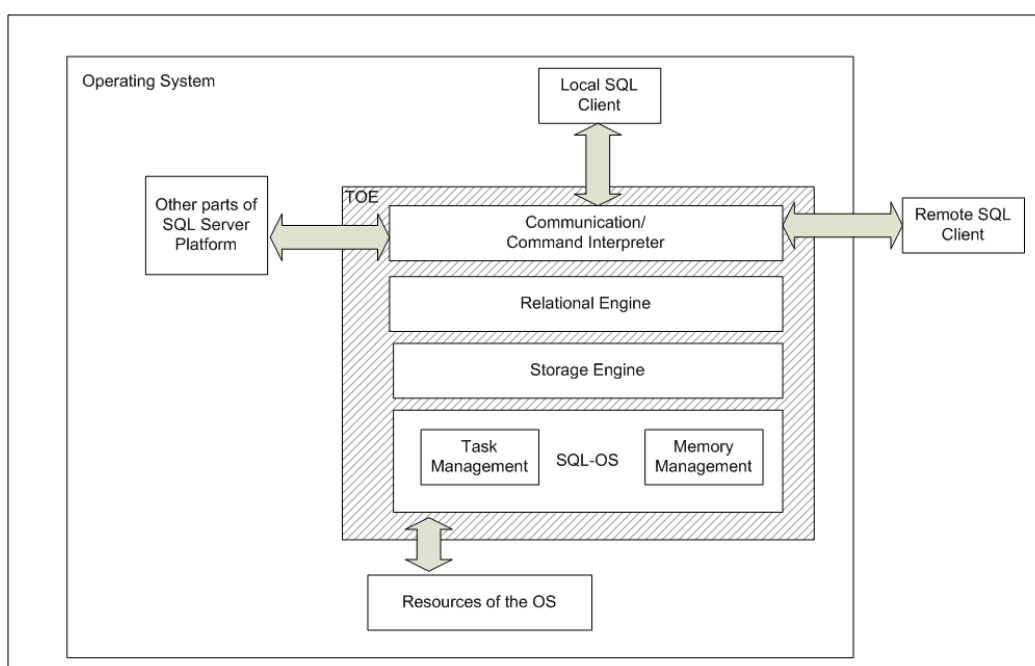 Operating System
Local SQL
Client
TOE
Other parts of
SQL Server
Platform
Communication/
Command Interpreter
Remote SQL
Client
Relational Engine
Storage Engine
Task
Management
SQL-OS
Memory
Management
Resources of the OS